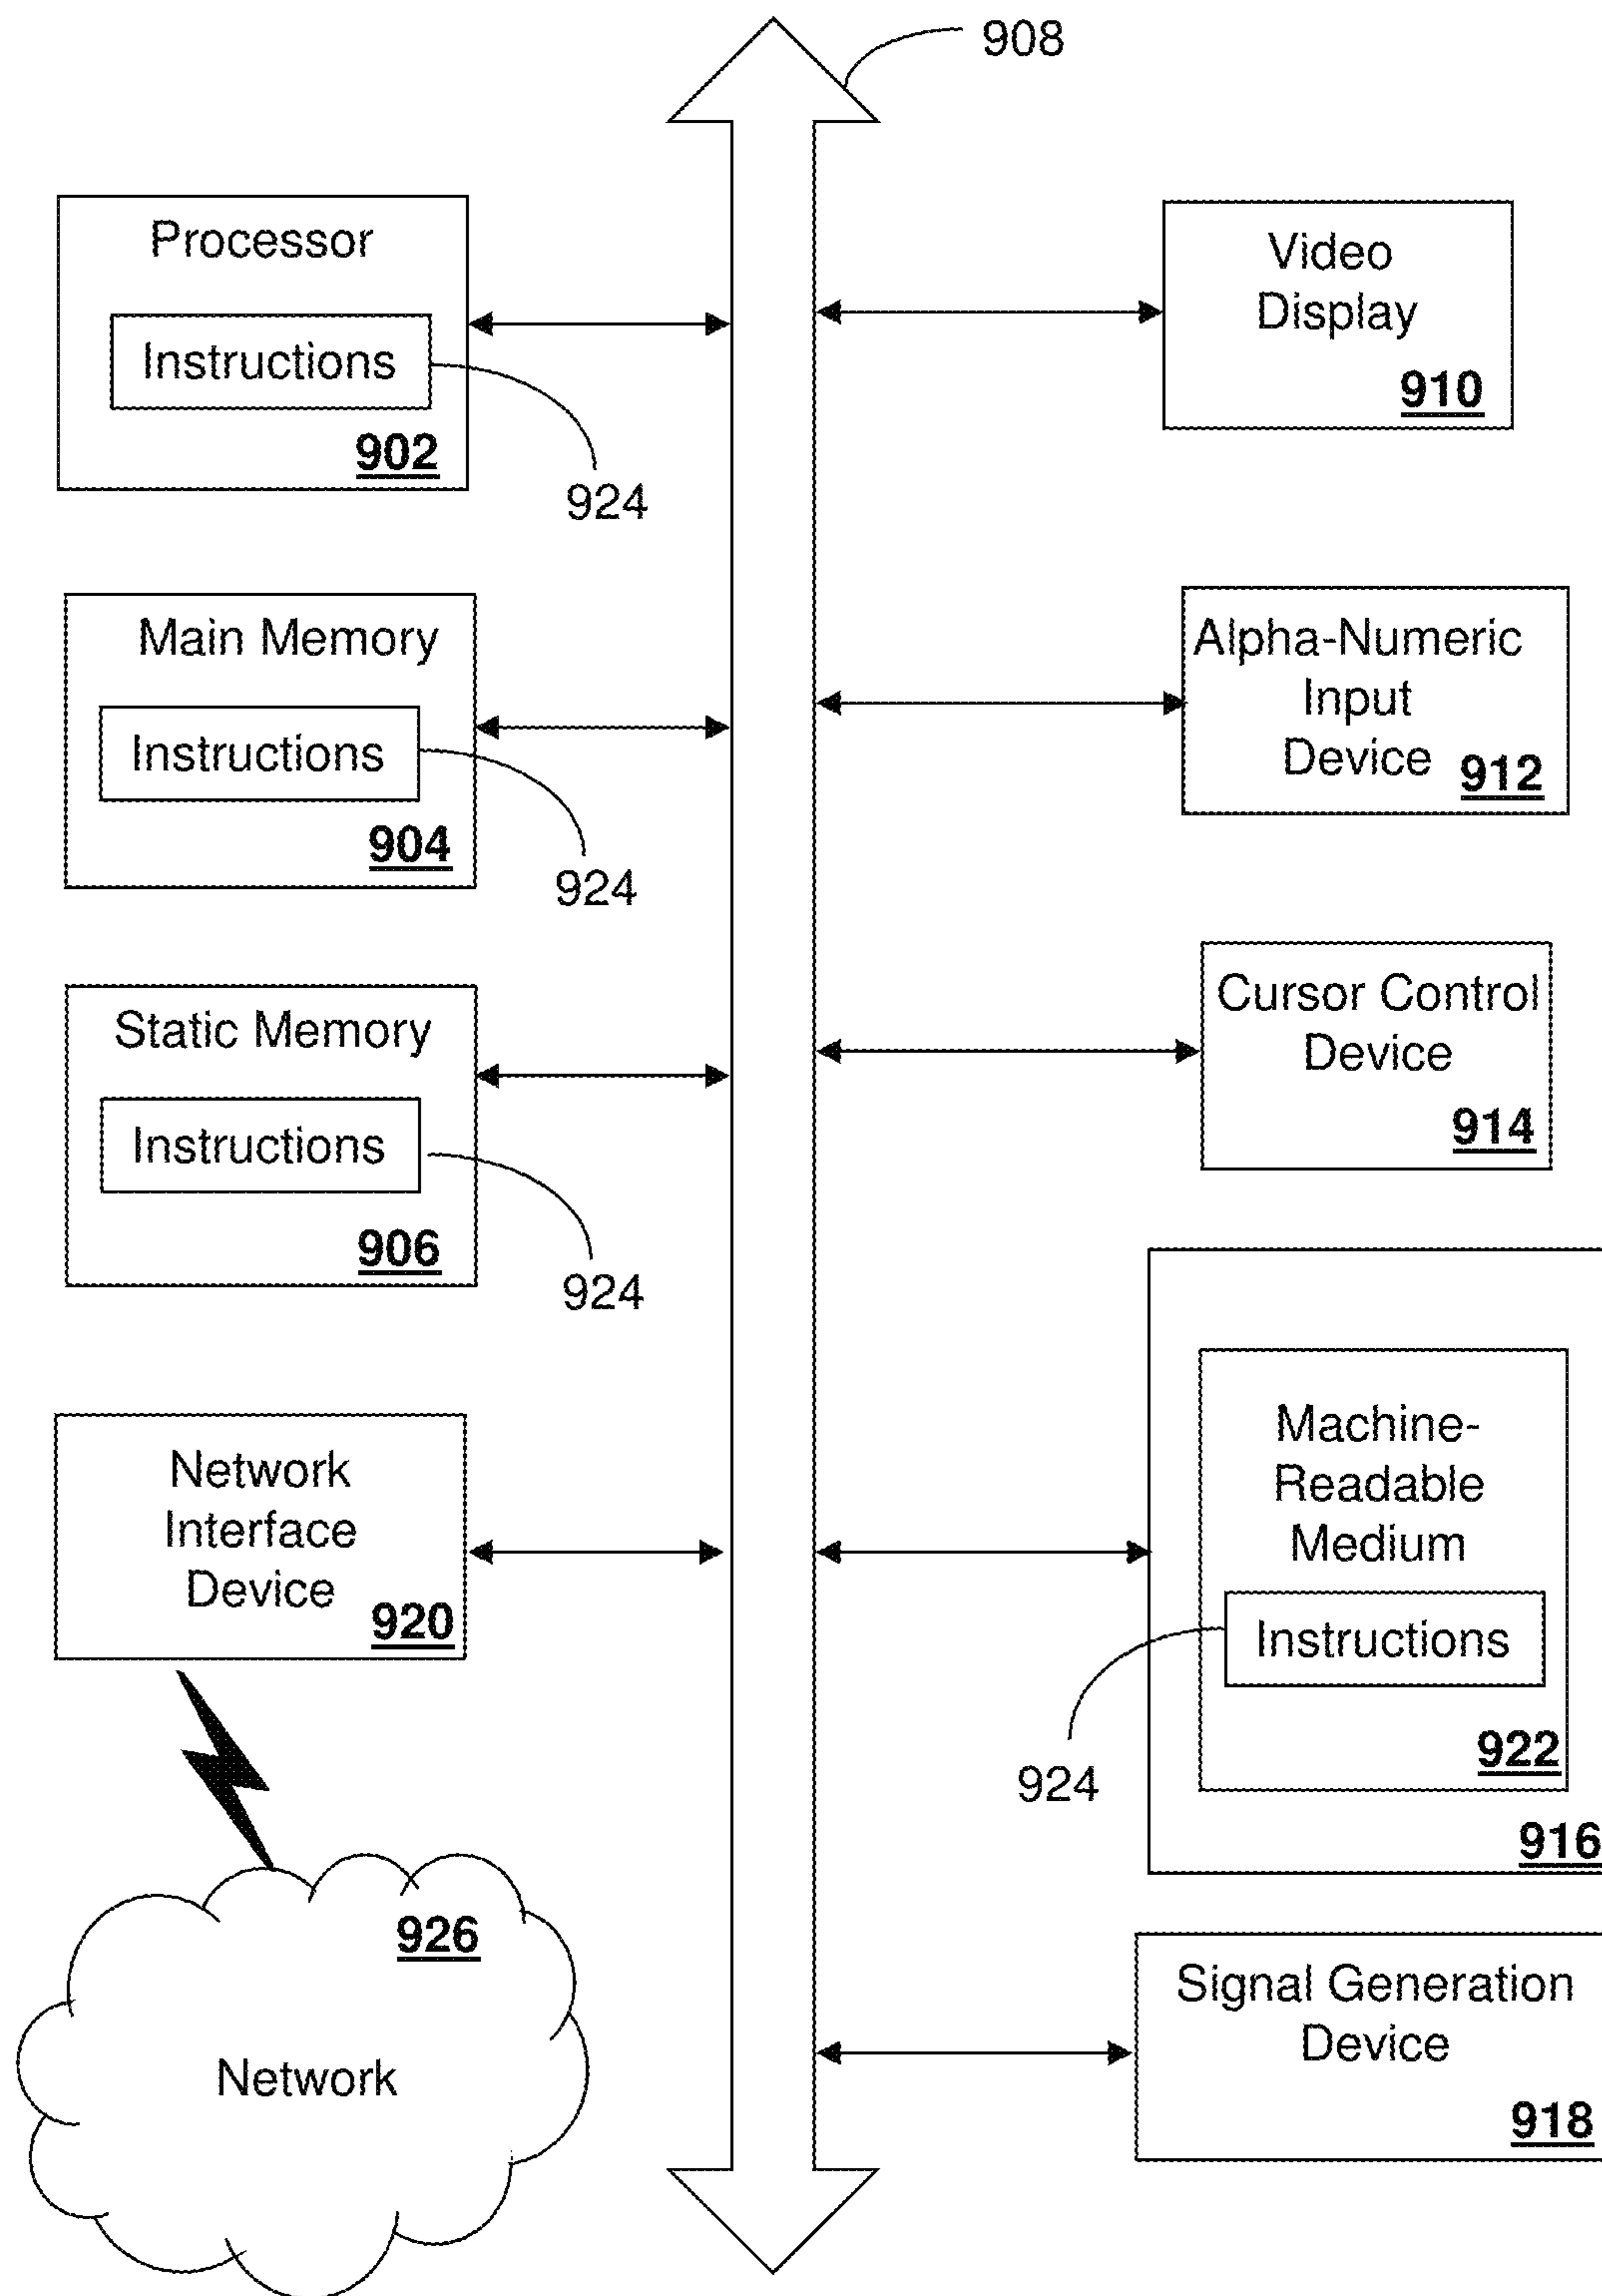 908
Processor
Instructions
902
924
Main Memory
Instructions
904
924
Static Memory
Instructions
906
924
Network
Interface
Device
920
926
Network
Video
Display
910
Alpha-Numeric
Input
Device 912
Cursor Control
Device
914
Machine-
Readable
Medium
Instructions
922
924
916
Signal Generation
Device
918